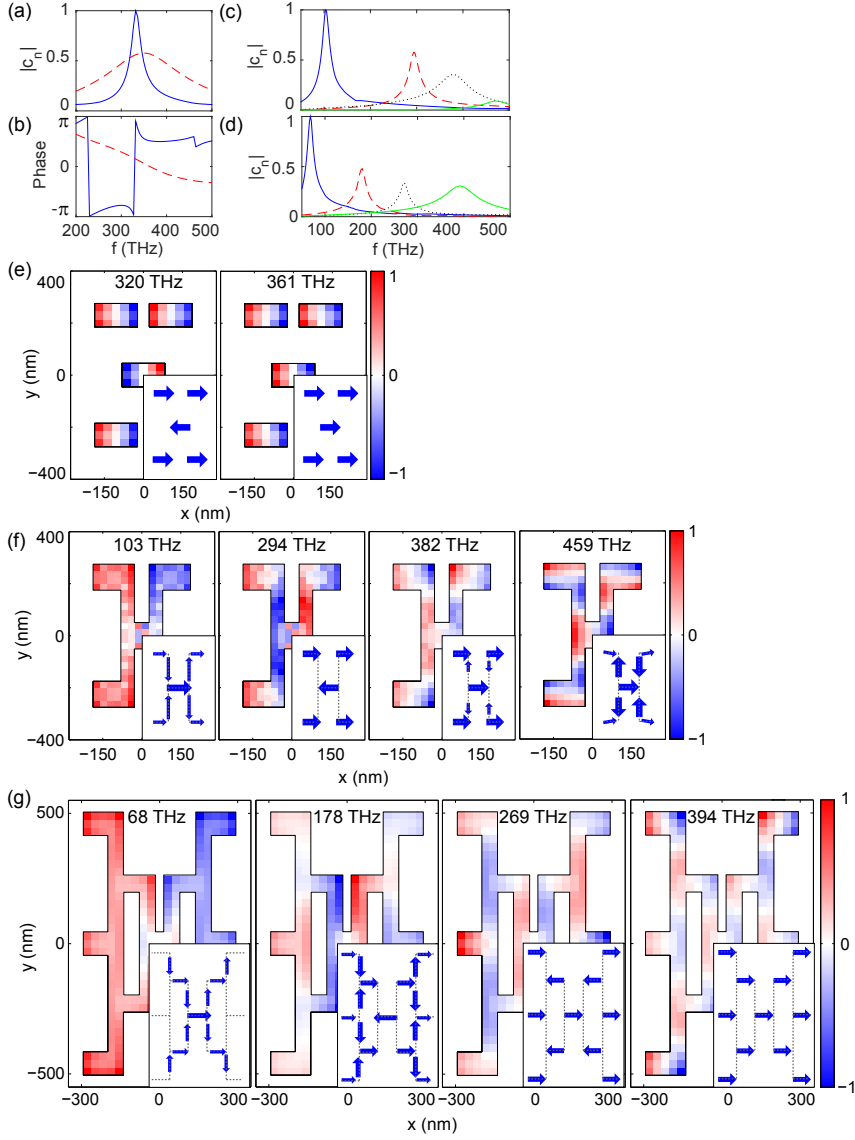 (a)
1
0.5
0
|cₙ|
(b)
π
0
-π
Phase
200 300 400 500
f (THz)
(c)
1
0.5
0
|cₙ|
(d)
1
0.5
0
|cₙ|
100 200 300 400 500
f (THz)
(e)
320 THz 361 THz
400
0
−400
y (nm)
−150 0 150 −150 0 150
x (nm)
1
0
−1
(f)
103 THz 294 THz 382 THz 459 THz
400
0
−400
y (nm)
−150 0 150 −150 0 150 −150 0 150 −150 0 150
x (nm)
1
0
−1
(g)
68 THz 178 THz 269 THz 394 THz
500
0
−500
y (nm)
−300 0 300 −300 0 300 −300 0 300 −300 0 300
x (nm)
1
0
−1